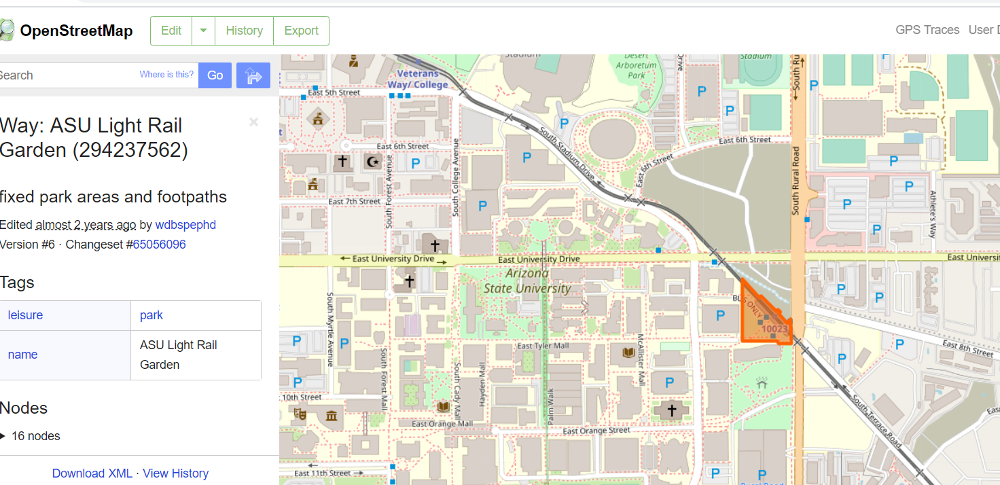 OpenStreetMap
Edit
History
Export
GPS Traces
User D
Search
Where is this?
Go
Way: ASU Light Rail
Garden (294237562)
×
fixed park areas and footpaths
Edited almost 2 years ago by wdbspephd
Version #6 · Changeset #65056096
Tags
leisure
park
name
ASU Light Rail
Garden
Nodes
16 nodes
Download XML · View History
Stadium
Desert
Arboretum
Park
Drive
Stadium
South Ru
Veterans
Way/ College
East 5th Street
P
P
P
P
East 6th Street
East 6th Street
East 6th Street
P
P
P
South Stadium Drive
South College Avenue
South Forest Avenue
South Rural Road
P
P
P
Athlete's Way
East 7th Street
P
P
East University Drive
East University Drive
East Universit
Arizona
State University
BUS ONLY
P
P
P
10023
South Myrtle Avenue
P
P
East Tyler Mall
McAllister Mall
East 8th Street
P
P
South Forest Mall
South Cady Mall
Hayden Mall
Palm Walk
P
P
10th Street
East Orange Mall
East Orange Street
South Terrace Road
Eas
East 11th Street
P
P
Rural Road